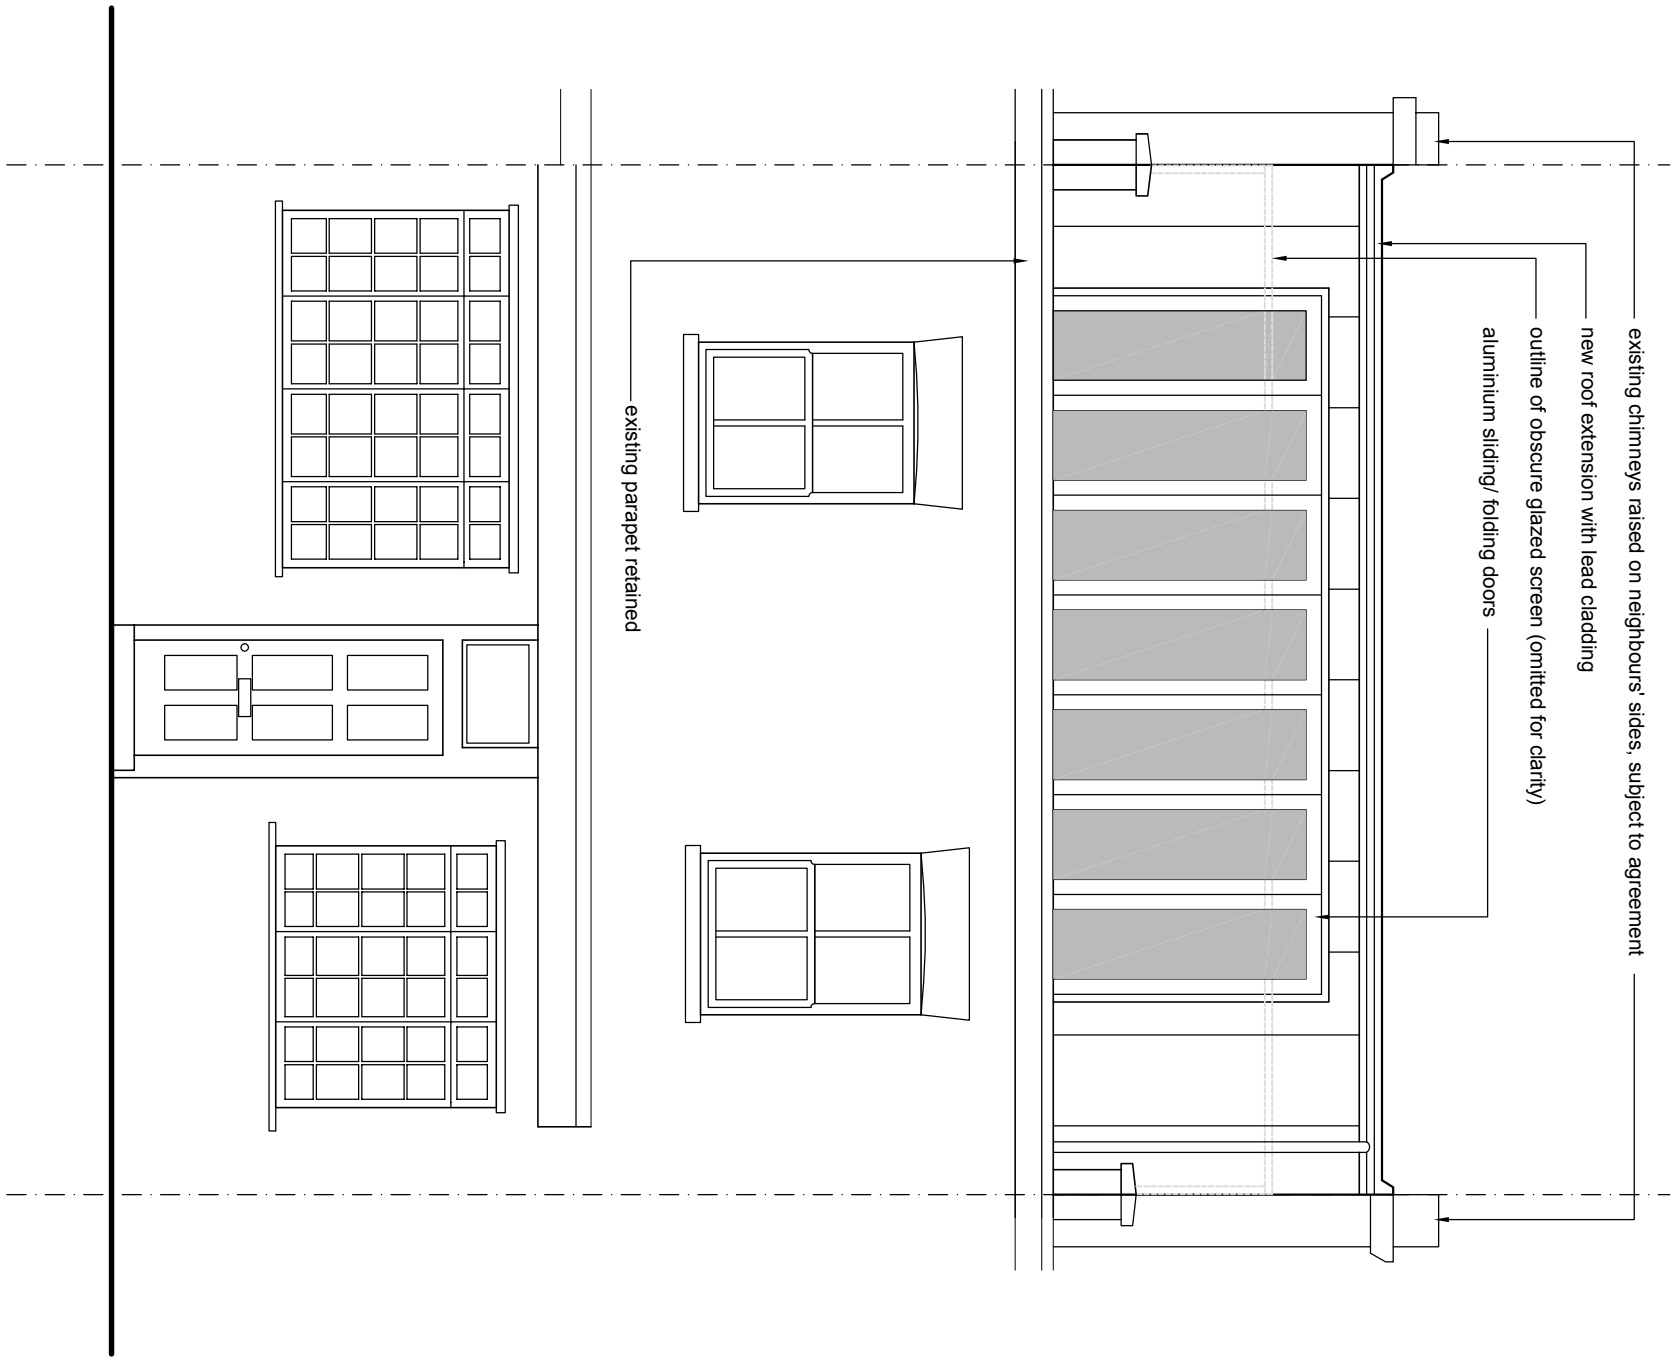 existing chimneys raised on neighbours' sides, subject to agreement
new roof extension with lead cladding
outline of obscure glazed screen (omitted for clarity)
aluminium sliding/ folding doors
existing parapet retained